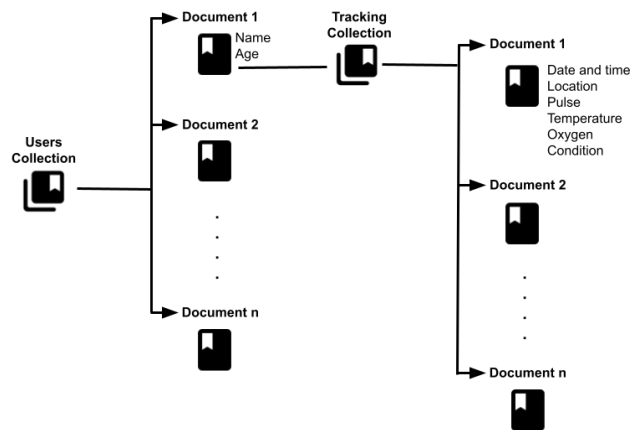 Users
Collection
Document 1
Name
Age
Document 2
Document n
Tracking
Collection
Document 1
Date and time
Location
Pulse
Temperature
Oxygen
Condition
Document 2
Document n